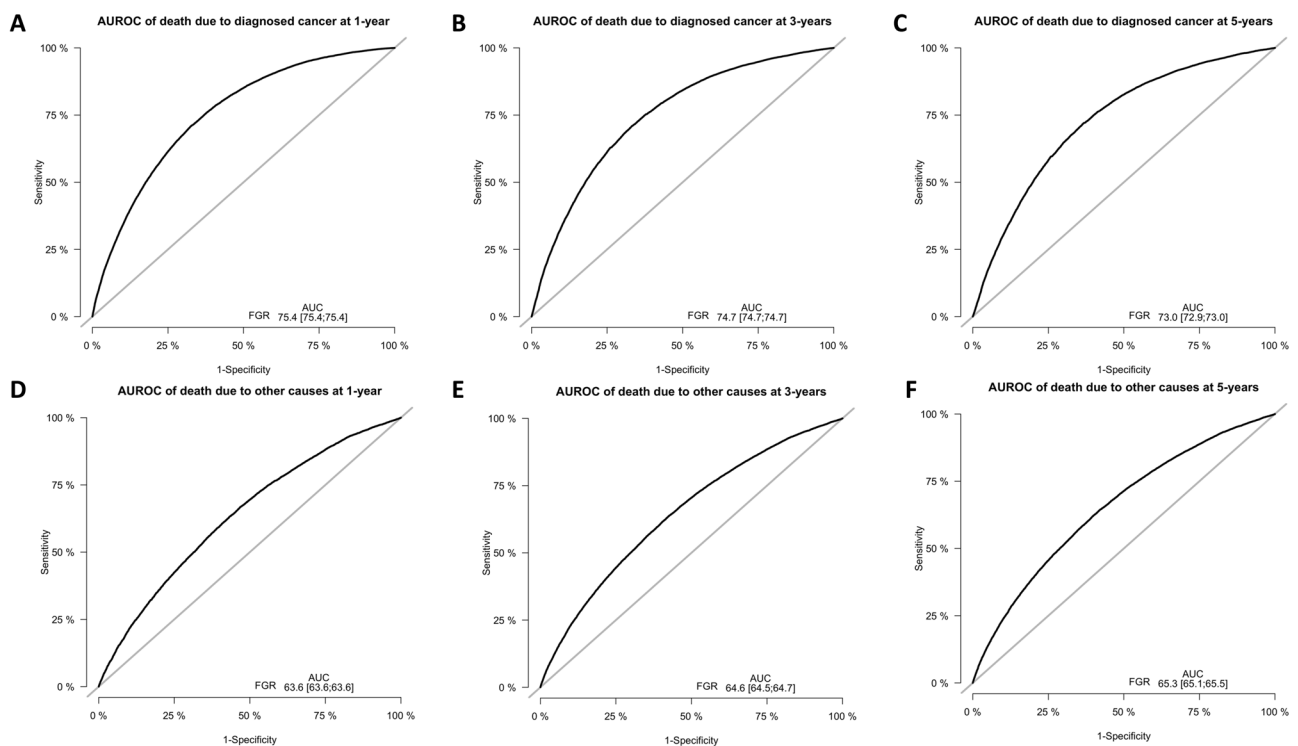 A
AUROC of death due to diagnosed cancer at 1-year
100 %
75 %
50 %
25 %
0 %
Sensitivity
AUC
FGR 75.4 [75.4;75.4]
0 % 25 % 50 % 75 % 100 %
1-Specificity
B
AUROC of death due to diagnosed cancer at 3-years
100 %
75 %
50 %
25 %
0 %
Sensitivity
AUC
FGR 74.7 [74.7;74.7]
0 % 25 % 50 % 75 % 100 %
1-Specificity
C
AUROC of death due to diagnosed cancer at 5-years
100 %
75 %
50 %
25 %
0 %
Sensitivity
AUC
FGR 73.0 [72.9;73.0]
0 % 25 % 50 % 75 % 100 %
1-Specificity
D
AUROC of death due to other causes at 1-year
100 %
75 %
50 %
25 %
0 %
Sensitivity
AUC
FGR 63.6 [63.6;63.6]
0 % 25 % 50 % 75 % 100 %
1-Specificity
E
AUROC of death due to other causes at 3-years
100 %
75 %
50 %
25 %
0 %
Sensitivity
AUC
FGR 64.6 [64.5;64.7]
0 % 25 % 50 % 75 % 100 %
1-Specificity
F
AUROC of death due to other causes at 5-years
100 %
75 %
50 %
25 %
0 %
Sensitivity
AUC
FGR 65.3 [65.1;65.5]
0 % 25 % 50 % 75 % 100 %
1-Specificity